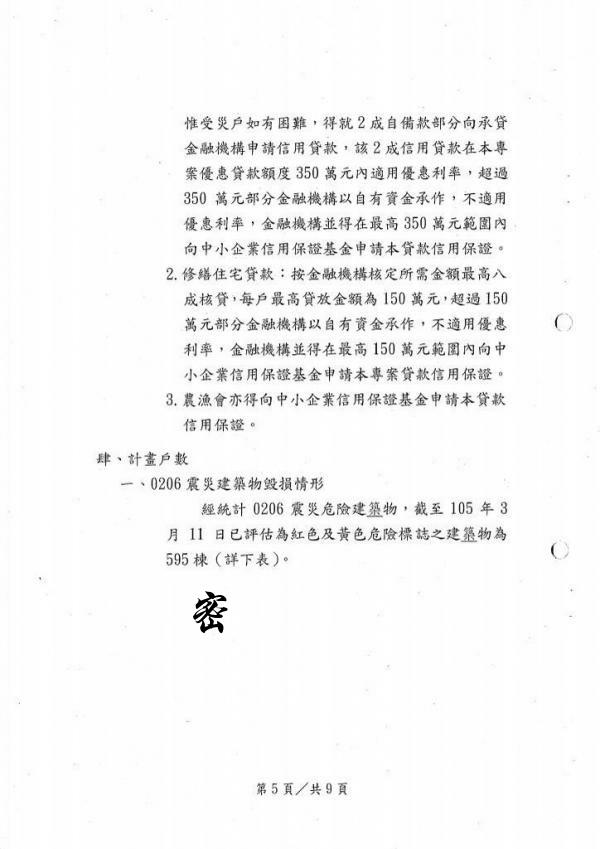 惟受災戶如有困難，得就2成自備款部分向承貸
金融機構申請信用貸款，該2成信用貸款在本專
案優惠貸款額度350萬元內適用優惠利率，超過
350 萬元部分金融機構以自有資金承作，不適用
優惠利率，金融機構並得在最高350萬元範圍內
向中小企業信用保證基金申請本貸款信用保證。
2.修繕住宅貸款：按金融機構核定所需金額最高八
成核貸，每戶最高貸放金額為150萬元，超過150
萬元部分金融機構以自有資金承作，不適用優惠
利率，金融機構並得在最高150萬元範圍內向中
小企業信用保證基金申請本專案貸款信用保證。
3.農漁會亦得向中小企業信用保證基金申請本貸款
信用保證。
肆、計畫戶數
一、0206震災建築物毀損情形
經統計0206震災危險建築物，截至105年3
月11日已評估為紅色及黃色危險標誌之建築物為
595棟（詳下表）。
密
第5頁／共9頁